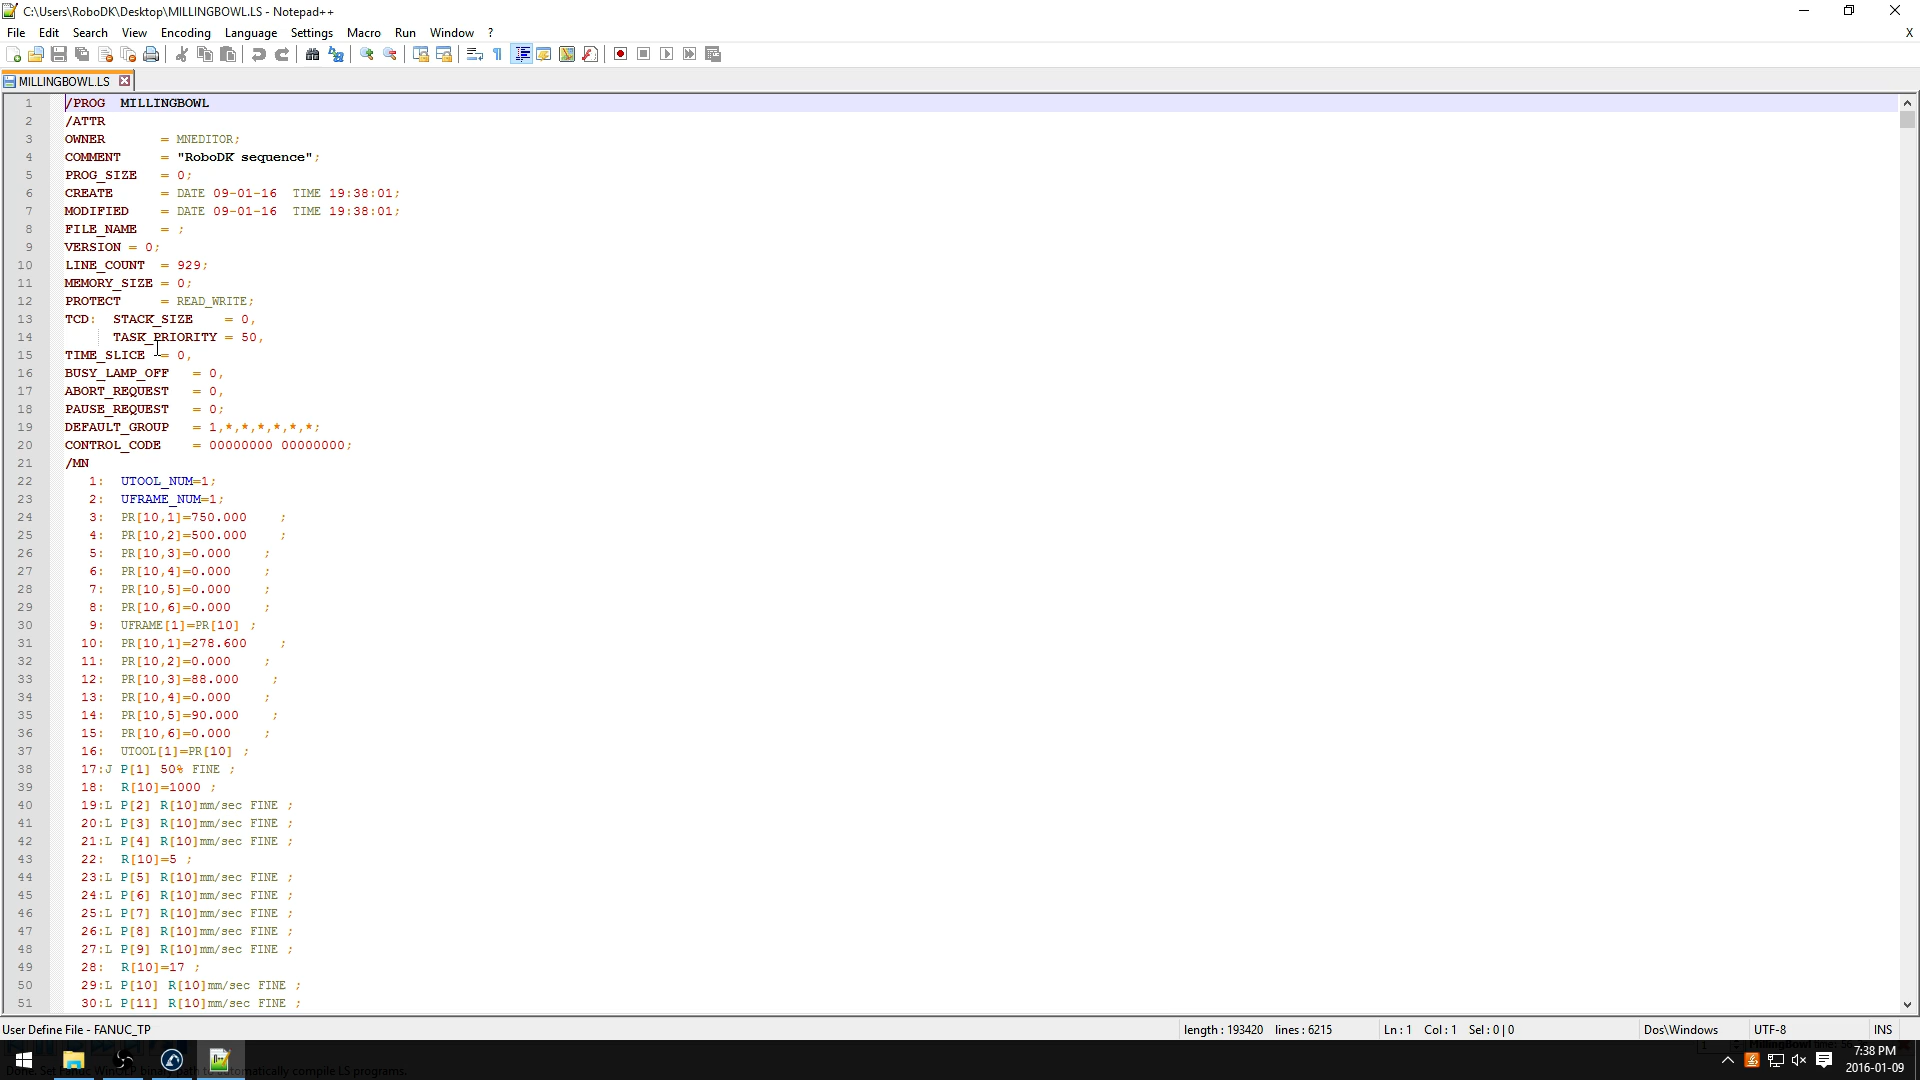 C:\Users\RoboDK\Desktop\MILLINGBOWL.LS - Notepad++
File Edit Search View Encoding Language Settings Macro Run Window ? X
MILLINGBOWL.LS
1 /PROG  MILLINGBOWL
2 /ATTR
3 OWNER       = MNEDITOR;
4 COMMENT     = "RoboDK sequence";
5 PROG_SIZE   = 0;
6 CREATE      = DATE 09-01-16  TIME 19:38:01;
7 MODIFIED    = DATE 09-01-16  TIME 19:38:01;
8 FILE_NAME   = ;
9 VERSION = 0;
10 LINE_COUNT  = 929;
11 MEMORY_SIZE = 0;
12 PROTECT     = READ_WRITE;
13 TCD:  STACK_SIZE    = 0,
14       TASK_PRIORITY = 50,
15 TIME_SLICE  = 0,
16 BUSY_LAMP_OFF   = 0,
17 ABORT_REQUEST   = 0,
18 PAUSE_REQUEST   = 0;
19 DEFAULT_GROUP   = 1,*,*,*,*,*,*;
20 CONTROL_CODE    = 00000000 00000000;
21 /MN
22    1:  UTOOL_NUM=1;
23    2:  UFRAME_NUM=1;
24    3:  PR[10,1]=750.000    ;
25    4:  PR[10,2]=500.000    ;
26    5:  PR[10,3]=0.000    ;
27    6:  PR[10,4]=0.000    ;
28    7:  PR[10,5]=0.000    ;
29    8:  PR[10,6]=0.000    ;
30    9:  UFRAME[1]=PR[10] ;
31   10:  PR[10,1]=278.600    ;
32   11:  PR[10,2]=0.000    ;
33   12:  PR[10,3]=88.000    ;
34   13:  PR[10,4]=0.000    ;
35   14:  PR[10,5]=90.000    ;
36   15:  PR[10,6]=0.000    ;
37   16:  UTOOL[1]=PR[10] ;
38   17:J P[1] 50% FINE ;
39   18:  R[10]=1000 ;
40   19:L P[2] R[10]mm/sec FINE ;
41   20:L P[3] R[10]mm/sec FINE ;
42   21:L P[4] R[10]mm/sec FINE ;
43   22:  R[10]=5 ;
44   23:L P[5] R[10]mm/sec FINE ;
45   24:L P[6] R[10]mm/sec FINE ;
46   25:L P[7] R[10]mm/sec FINE ;
47   26:L P[8] R[10]mm/sec FINE ;
48   27:L P[9] R[10]mm/sec FINE ;
49   28:  R[10]=17 ;
50   29:L P[10] R[10]mm/sec FINE ;
51   30:L P[11] R[10]mm/sec FINE ;
User Define File - FANUC_TP length : 193420 lines : 6215 Ln : 1 Col : 1 Sel : 0 | 0 Dos\Windows UTF-8 INS
7:38 PM
2016-01-09